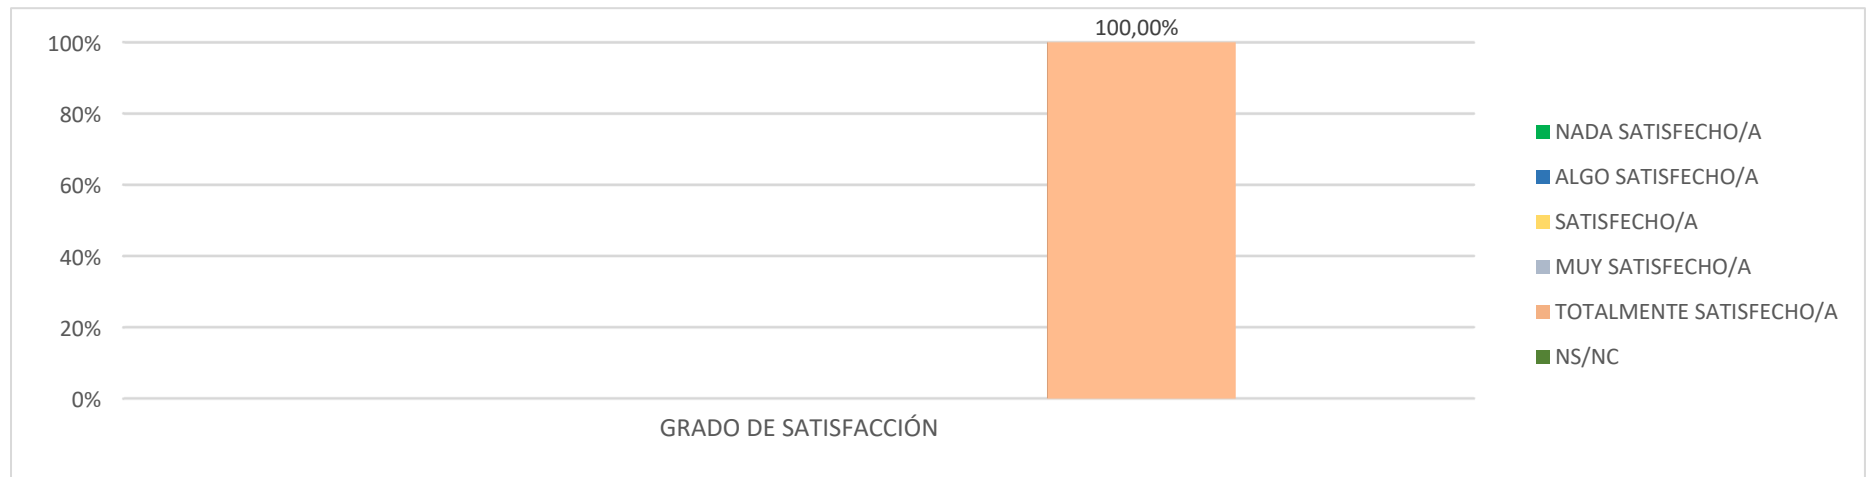 100,00%
100%
80%
60%
40%
20%
0%
GRADO DE SATISFACCIÓN
NADA SATISFECHO/A
ALGO SATISFECHO/A
SATISFECHO/A
MUY SATISFECHO/A
TOTALMENTE SATISFECHO/A
NS/NC